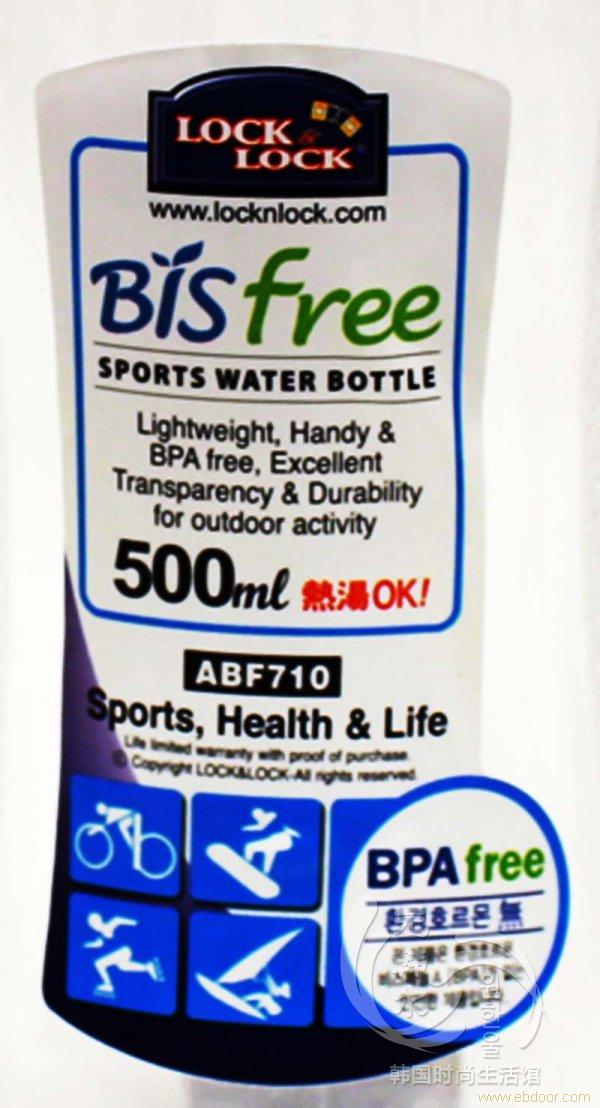 LOCK & LOCK
www.locknlock.com
Bisfree
SPORTS WATER BOTTLE
Lightweight, Handy &
BPA free, Excellent
Transparency & Durability
for outdoor activity
500ml 熱湯OK!
ABF710
Sports, Health & Life
Life limited warranty with proof of purchase.
© Copyright LOCK&LOCK-All rights reserved.
BPA free
환경호르몬 無
韩国时尚生活馆
www.ebdoor.com